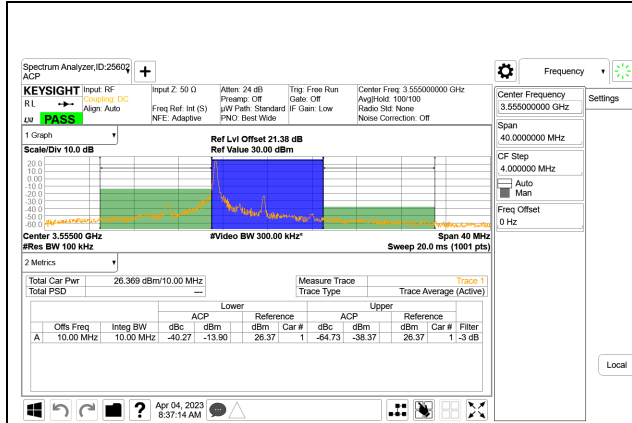 Spectrum Analyzer,ID:25602
ACP
Frequency
KEYSIGHT
Input: RF
Input Z: 50 Ω
Atten: 24 dB
Trig: Free Run
Center Freq: 3.555000000 GHz
RL
Coupling: DC
Preamp: Off
Gate: Off
Avg|Hold: 100/100
Align: Auto
Freq Ref: Int (S)
µW Path: Standard
IF Gain: Low
Radio Std: None
PASS
NFE: Adaptive
PNO: Best Wide
Noise Correction: Off
Center Frequency
3.555000000 GHz
Settings
Span
40.0000000 MHz
CF Step
4.000000 MHz
Auto
Man
Freq Offset
0 Hz
Local
1 Graph
Ref Lvl Offset 21.38 dB
Scale/Div 10.0 dB
Ref Value 30.00 dBm
20.0
10.0
0.00
-10.0
-20.0
-30.0
-40.0
-50.0
-60.0
Center 3.55500 GHz
#Video BW 300.00 kHz*
Span 40 MHz
#Res BW 100 kHz
Sweep 20.0 ms (1001 pts)
2 Metrics
Total Car Pwr 26.369 dBm/10.00 MHz
Measure Trace Trace 1
Total PSD —
Trace Type Trace Average (Active)
Lower Upper
ACP Reference ACP Reference
Offs Freq Integ BW dBc dBm dBm Car # dBc dBm dBm Car # Filter
A 10.00 MHz 10.00 MHz -40.27 -13.90 26.37 1 -64.73 -38.37 26.37 1 -3 dB
?
Apr 04, 2023
8:37:14 AM